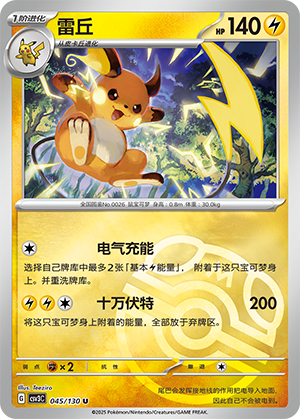 1阶进化
雷丘
HP 140
从皮卡丘进化
全国图鉴No.0026 鼠宝可梦 身高：0.8m 体重：30.0kg
电气充能
选择自己牌库中最多2张「基本能量」，附着于这只宝可梦身
上。并重洗牌库。
十万伏特 200
将这只宝可梦身上附着的能量，全部放于弃牌区。
弱点 ×2 抗性 撤退
Illus. Teeziro
G CSV3C 045/130 U
尾巴会发挥接地线的作用把电导入地面，
因此自己不会被电到。
©2025 Pokémon/Nintendo/Creatures/GAME FREAK.